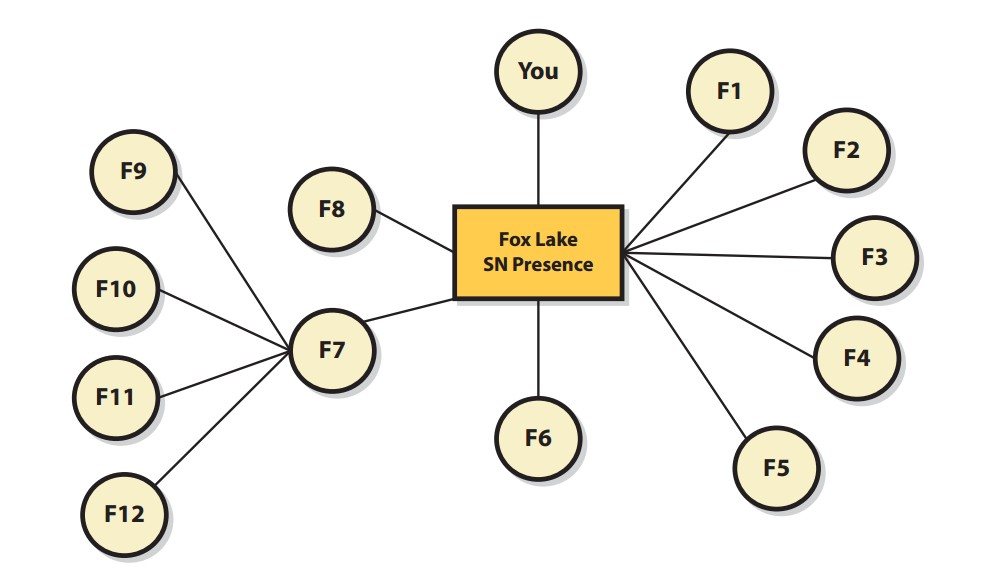 You
F1
F2
F9
F8
Fox Lake
SN Presence
F3
F10
F7
F4
F11
F6
F5
F12